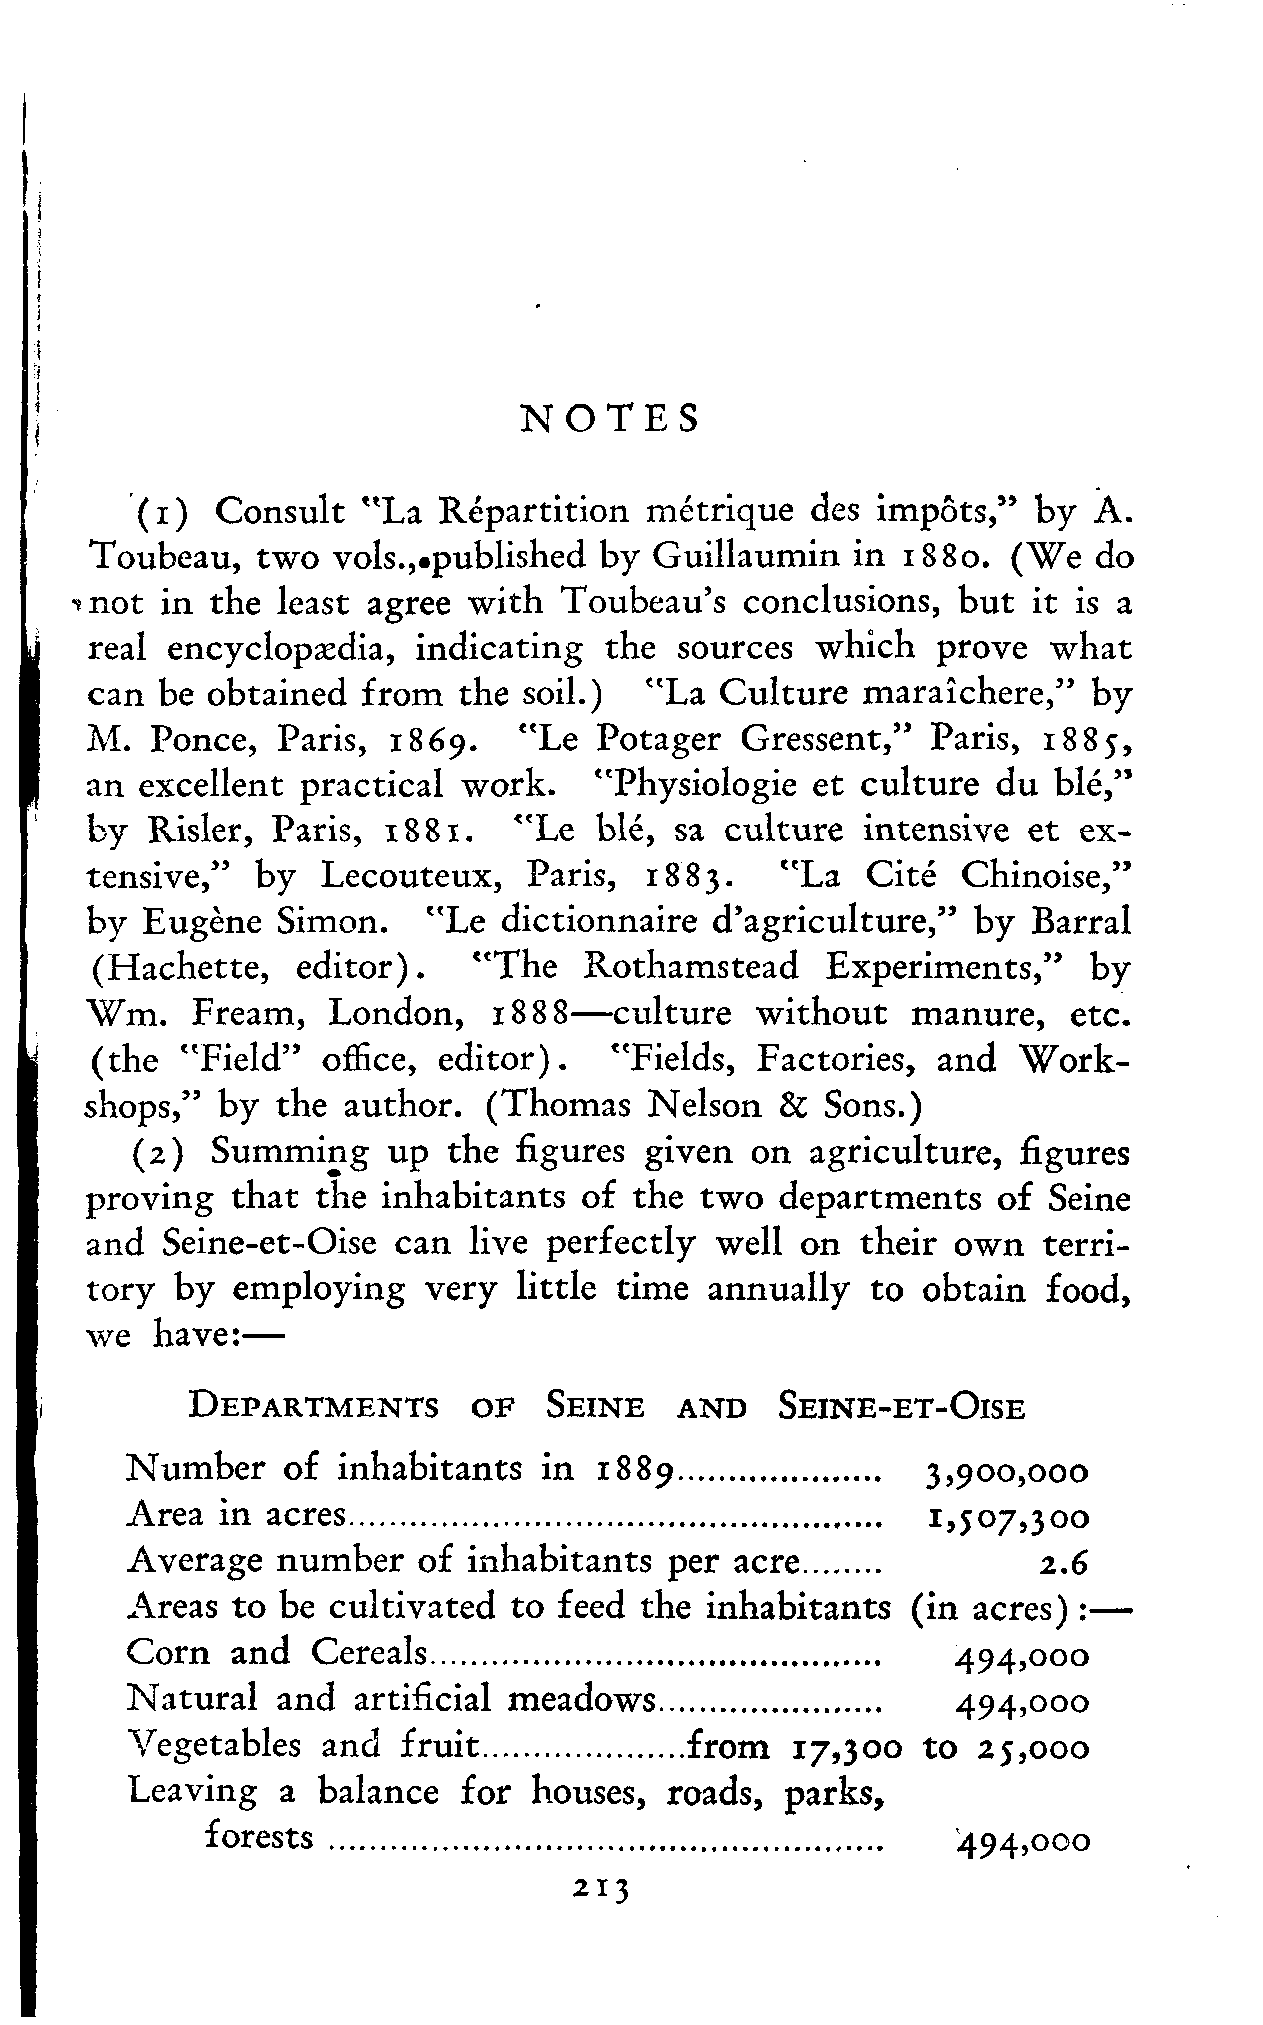 NOTES
(1) Consult "La Répartition métrique des impôts," by A.
Toubeau, two vols., published by Guillaumin in 1880. (We do
not in the least agree with Toubeau's conclusions, but it is a
real encyclopædia, indicating the sources which prove what
can be obtained from the soil.) "La Culture maraîchere," by
M. Ponce, Paris, 1869. "Le Potager Gressent," Paris, 1885,
an excellent practical work. "Physiologie et culture du blé,"
by Risler, Paris, 1881. "Le blé, sa culture intensive et ex-
tensive," by Lecouteux, Paris, 1883. "La Cité Chinoise,"
by Eugène Simon. "Le dictionnaire d'agriculture," by Barral
(Hachette, editor). "The Rothamstead Experiments," by
Wm. Fream, London, 1888—culture without manure, etc.
(the "Field" office, editor). "Fields, Factories, and Work-
shops," by the author. (Thomas Nelson & Sons.)
(2) Summing up the figures given on agriculture, figures
proving that the inhabitants of the two departments of Seine
and Seine-et-Oise can live perfectly well on their own terri-
tory by employing very little time annually to obtain food,
we have:—
DEPARTMENTS OF SEINE AND SEINE-ET-OISE
Number of inhabitants in 1889.................... 3,900,000
Area in acres.................................................... 1,507,300
Average number of inhabitants per acre........ 2.6
Areas to be cultivated to feed the inhabitants (in acres):—
Corn and Cereals............................................ 494,000
Natural and artificial meadows...................... 494,000
Vegetables and fruit....................from 17,300 to 25,000
Leaving a balance for houses, roads, parks,
forests ...................................................... 494,000
213